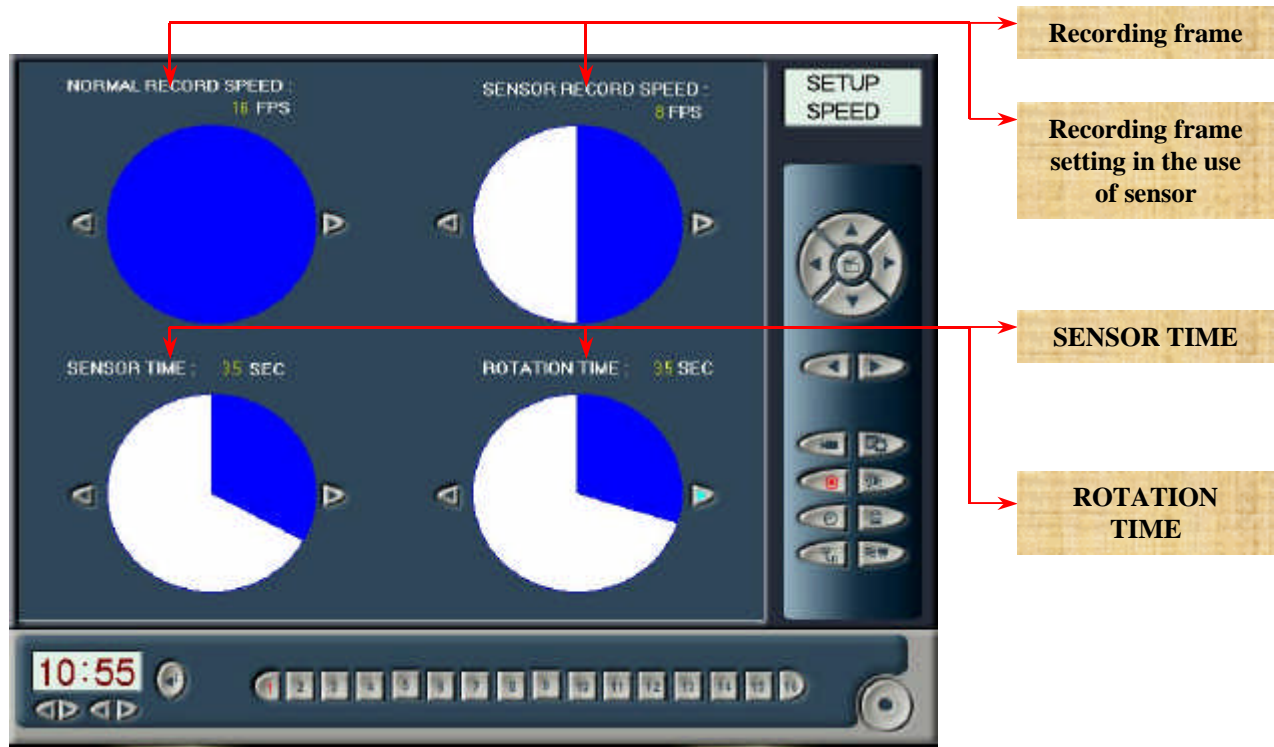 Recording frame
NORMAL RECORD SPEED :
16 FPS
SENSOR RECORD SPEED :
8 FPS
SETUP
SPEED
Recording frame
setting in the use
of sensor
SENSOR TIME
SENSOR TIME : 35 SEC
ROTATION TIME : 35 SEC
ROTATION
TIME
10:55
1 2 3 4 5 6 7 8 9 10 11 12 13 14 15 16